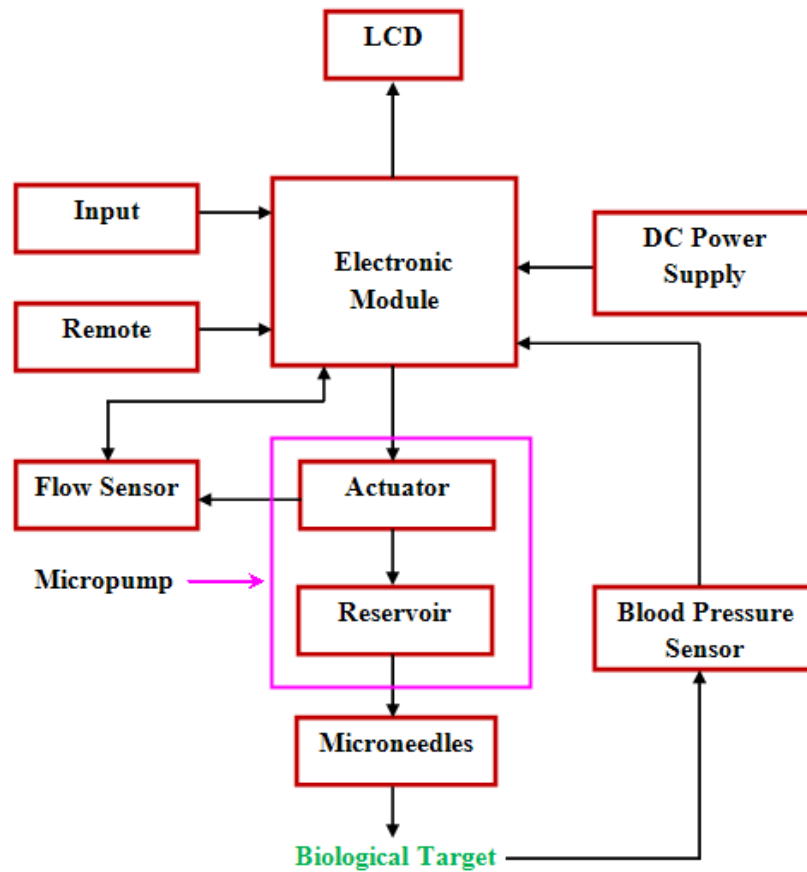 LCD
Input
Electronic
Module
DC Power
Supply
Remote
Flow Sensor
Actuator
Micropump
Reservoir
Blood Pressure
Sensor
Microneedles
Biological Target